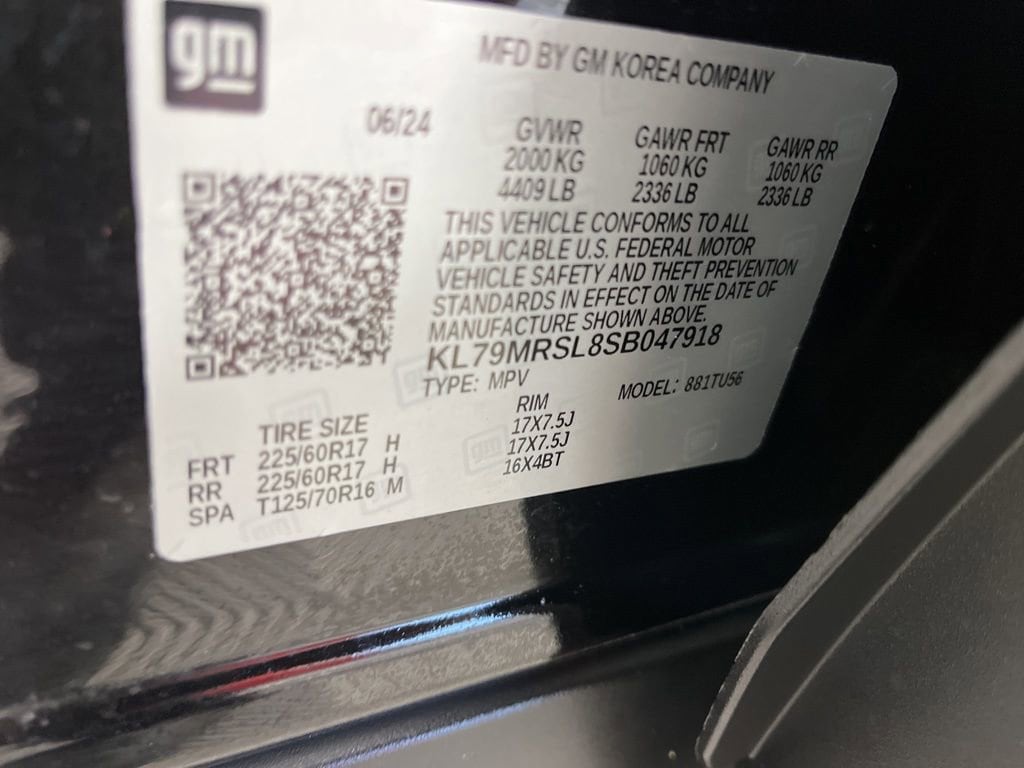 gm
MFD BY GM KOREA COMPANY
06/24
GVWR GAWR FRT GAWR RR
2000 KG 1060 KG 1060 KG
4409 LB 2336 LB 2336 LB
THIS VEHICLE CONFORMS TO ALL
APPLICABLE U.S. FEDERAL MOTOR
VEHICLE SAFETY AND THEFT PREVENTION
STANDARDS IN EFFECT ON THE DATE OF
MANUFACTURE SHOWN ABOVE.
KL79MRSL8SB047918
TYPE: MPV MODEL: 881TU56
TIRE SIZE RIM
FRT 225/60R17 H 17X7.5J
RR 225/60R17 H 17X7.5J
SPA T125/70R16 M 16X4BT